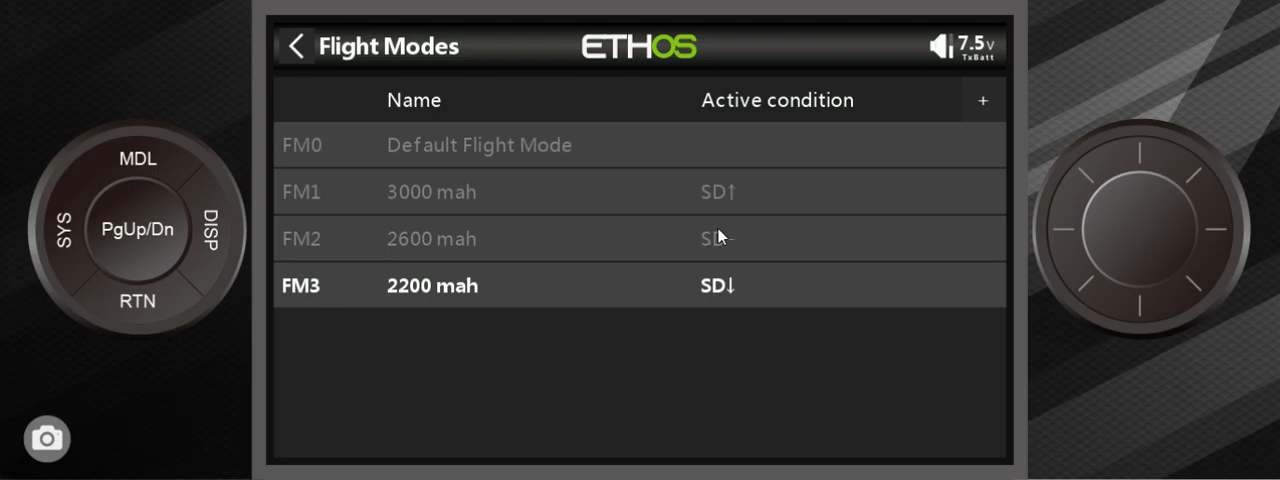 MDL
SYS
PgUp/Dn
DISP
RTN
Flight Modes
ETHOS
7.5V
TxBatt
Name Active condition +
FM0 Default Flight Mode
FM1 3000 mah SD↑
FM2 2600 mah SD-
FM3 2200 mah SD↓